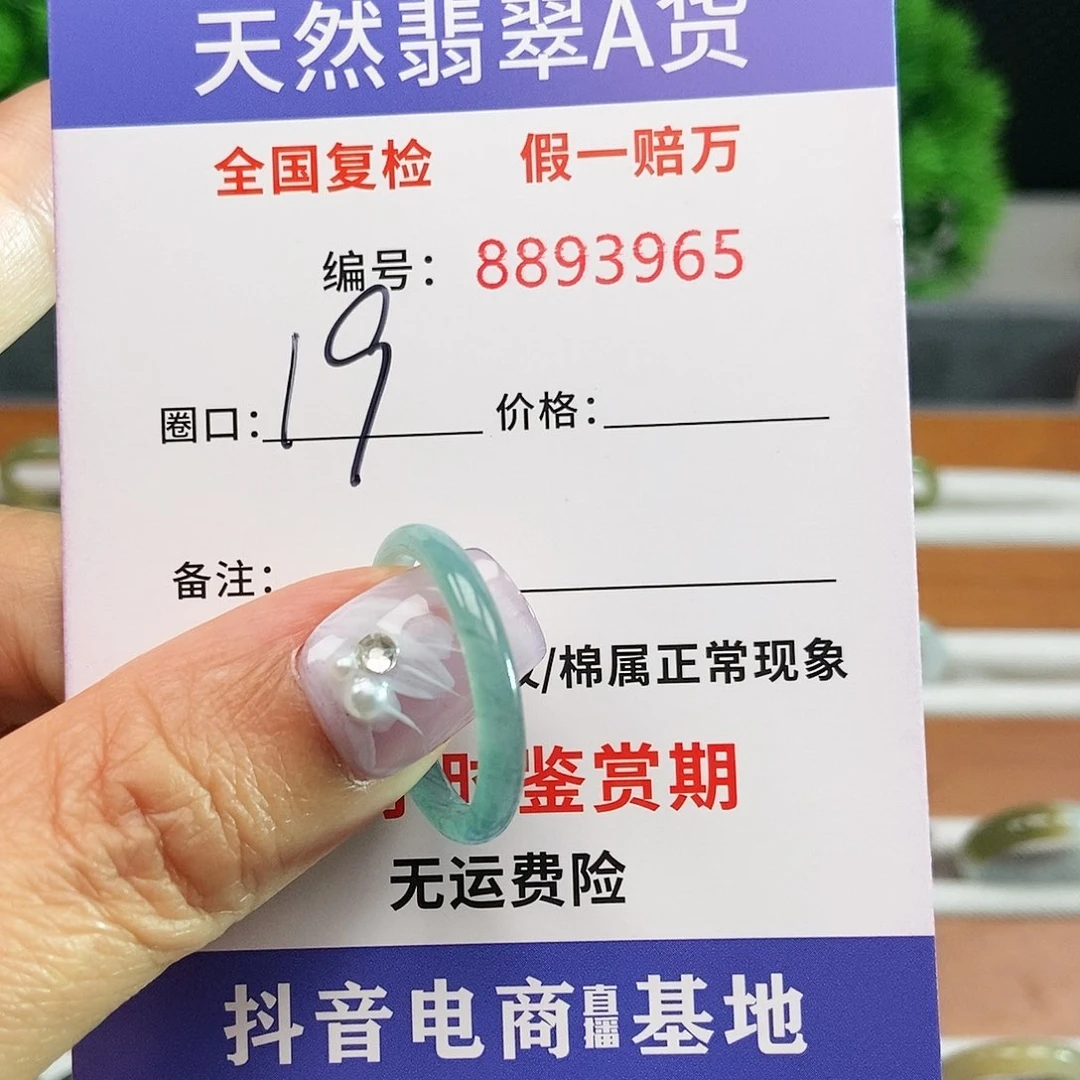 天然翡翠A货
全国复检 假一赔万
编号：8893965
圈口：19 价格：
备注：
/棉属正常现象
时鉴赏期
无运费险
抖音电商直播基地